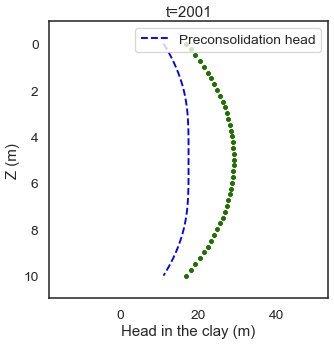 t=2001
Preconsolidation head
0
2
4
6
8
10
Z (m)
0 20 40
Head in the clay (m)